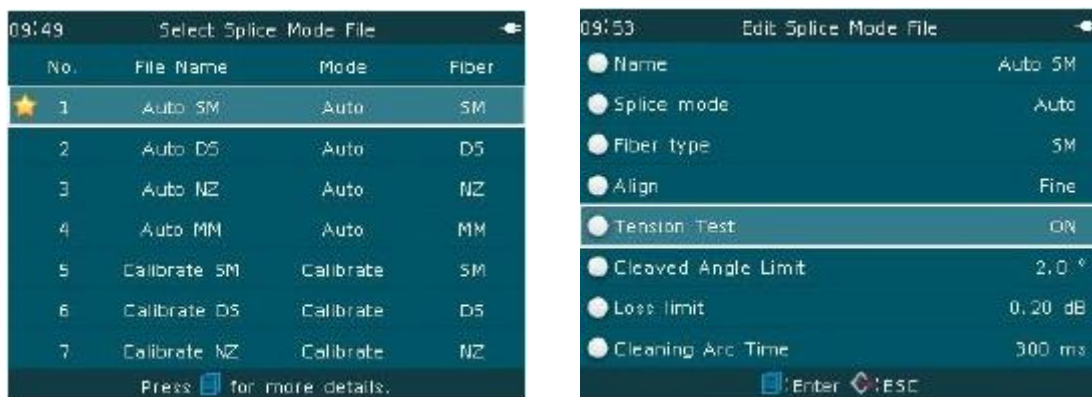 09:49 Select Splice Mode File
No. File Name Mode Fiber
1 Auto SM Auto SM
2 Auto DS Auto DS
3 Auto NZ Auto NZ
4 Auto MM Auto MM
5 Calibrate SM Calibrate SM
6 Calibrate DS Calibrate DS
7 Calibrate NZ Calibrate NZ
Press for more details.
09:53 Edit Splice Mode File
Name Auto SM
Splice mode Auto
Fiber type SM
Align Fine
Tension Test ON
Cleaved Angle Limit 2.0 °
Loss limit 0.20 dB
Cleaning Arc Time 300 ms
:Enter :ESC